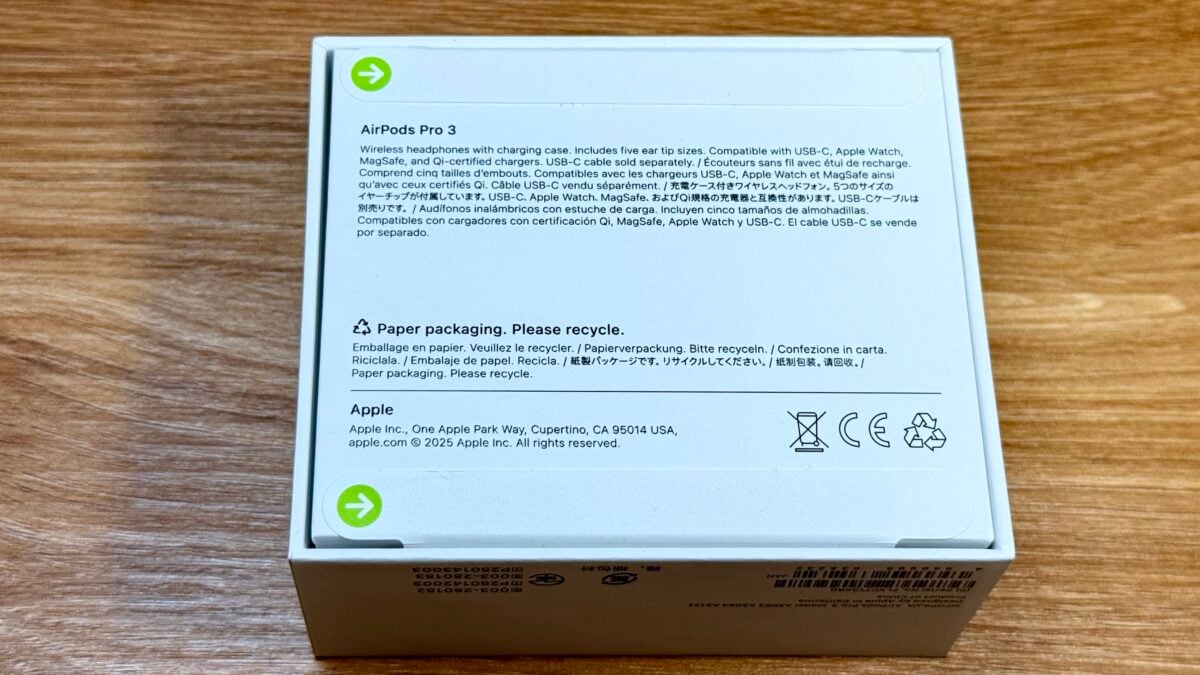 AirPods Pro 3
Wireless headphones with charging case. Includes five ear tip sizes. Compatible with USB-C, Apple Watch,
MagSafe, and Qi-certified chargers. USB-C cable sold separately. / Écouteurs sans fil avec étui de recharge.
Comprend cinq tailles d’embouts. Compatibles avec les chargeurs USB-C, Apple Watch et MagSafe ainsi
qu’avec ceux certifiés Qi. Câble USB-C vendu séparément. / 充電ケース付きワイヤレスヘッドフォン。5つのサイズの
イヤーチップが付属しています。USB-C、Apple Watch、MagSafe、およびQi規格の充電器と互換性があります。USB-Cケーブルは
別売りです。/ Audífonos inalámbricos con estuche de carga. Incluyen cinco tamaños de almohadillas.
Compatibles con cargadores con certificación Qi, MagSafe, Apple Watch y USB-C. El cable USB-C se vende
por separado.
Paper packaging. Please recycle.
Emballage en papier. Veuillez le recycler. / Papierverpackung. Bitte recyceln. / Confezione in carta.
Riciclala. / Embalaje de papel. Recicla. / 紙製パッケージです。リサイクルしてください。/ 纸制包装。请回收。/
Paper packaging. Please recycle.
Apple
Apple Inc., One Apple Park Way, Cupertino, CA 95014 USA,
apple.com © 2025 Apple Inc. All rights reserved.
CE
Product of China
Designed by Apple in California